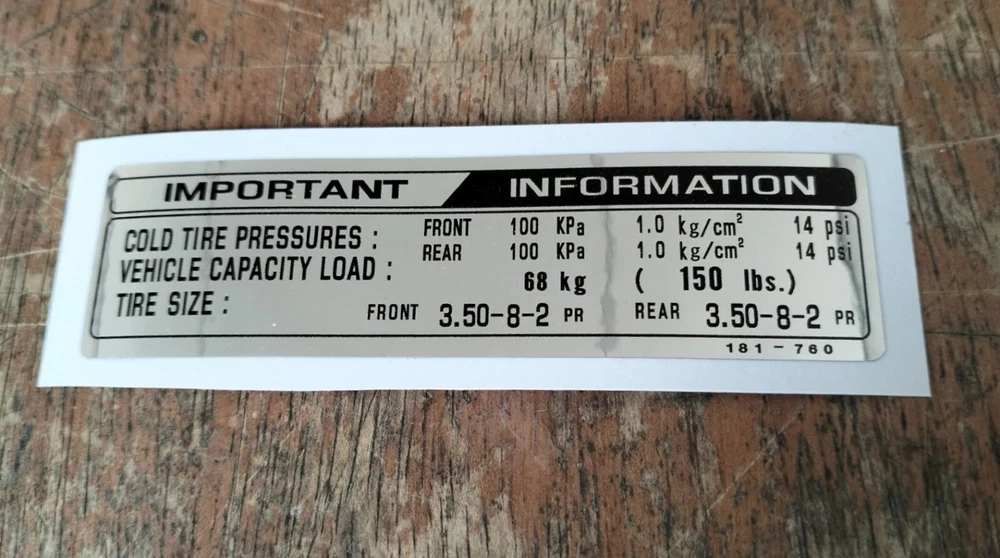 IMPORTANT INFORMATION
COLD TIRE PRESSURES : FRONT 100 KPa 1.0 kg/cm² 14 psi
REAR 100 KPa 1.0 kg/cm² 14 psi
VEHICLE CAPACITY LOAD : 68 kg ( 150 lbs.)
TIRE SIZE : FRONT 3.50-8-2 PR REAR 3.50-8-2 PR
181-760